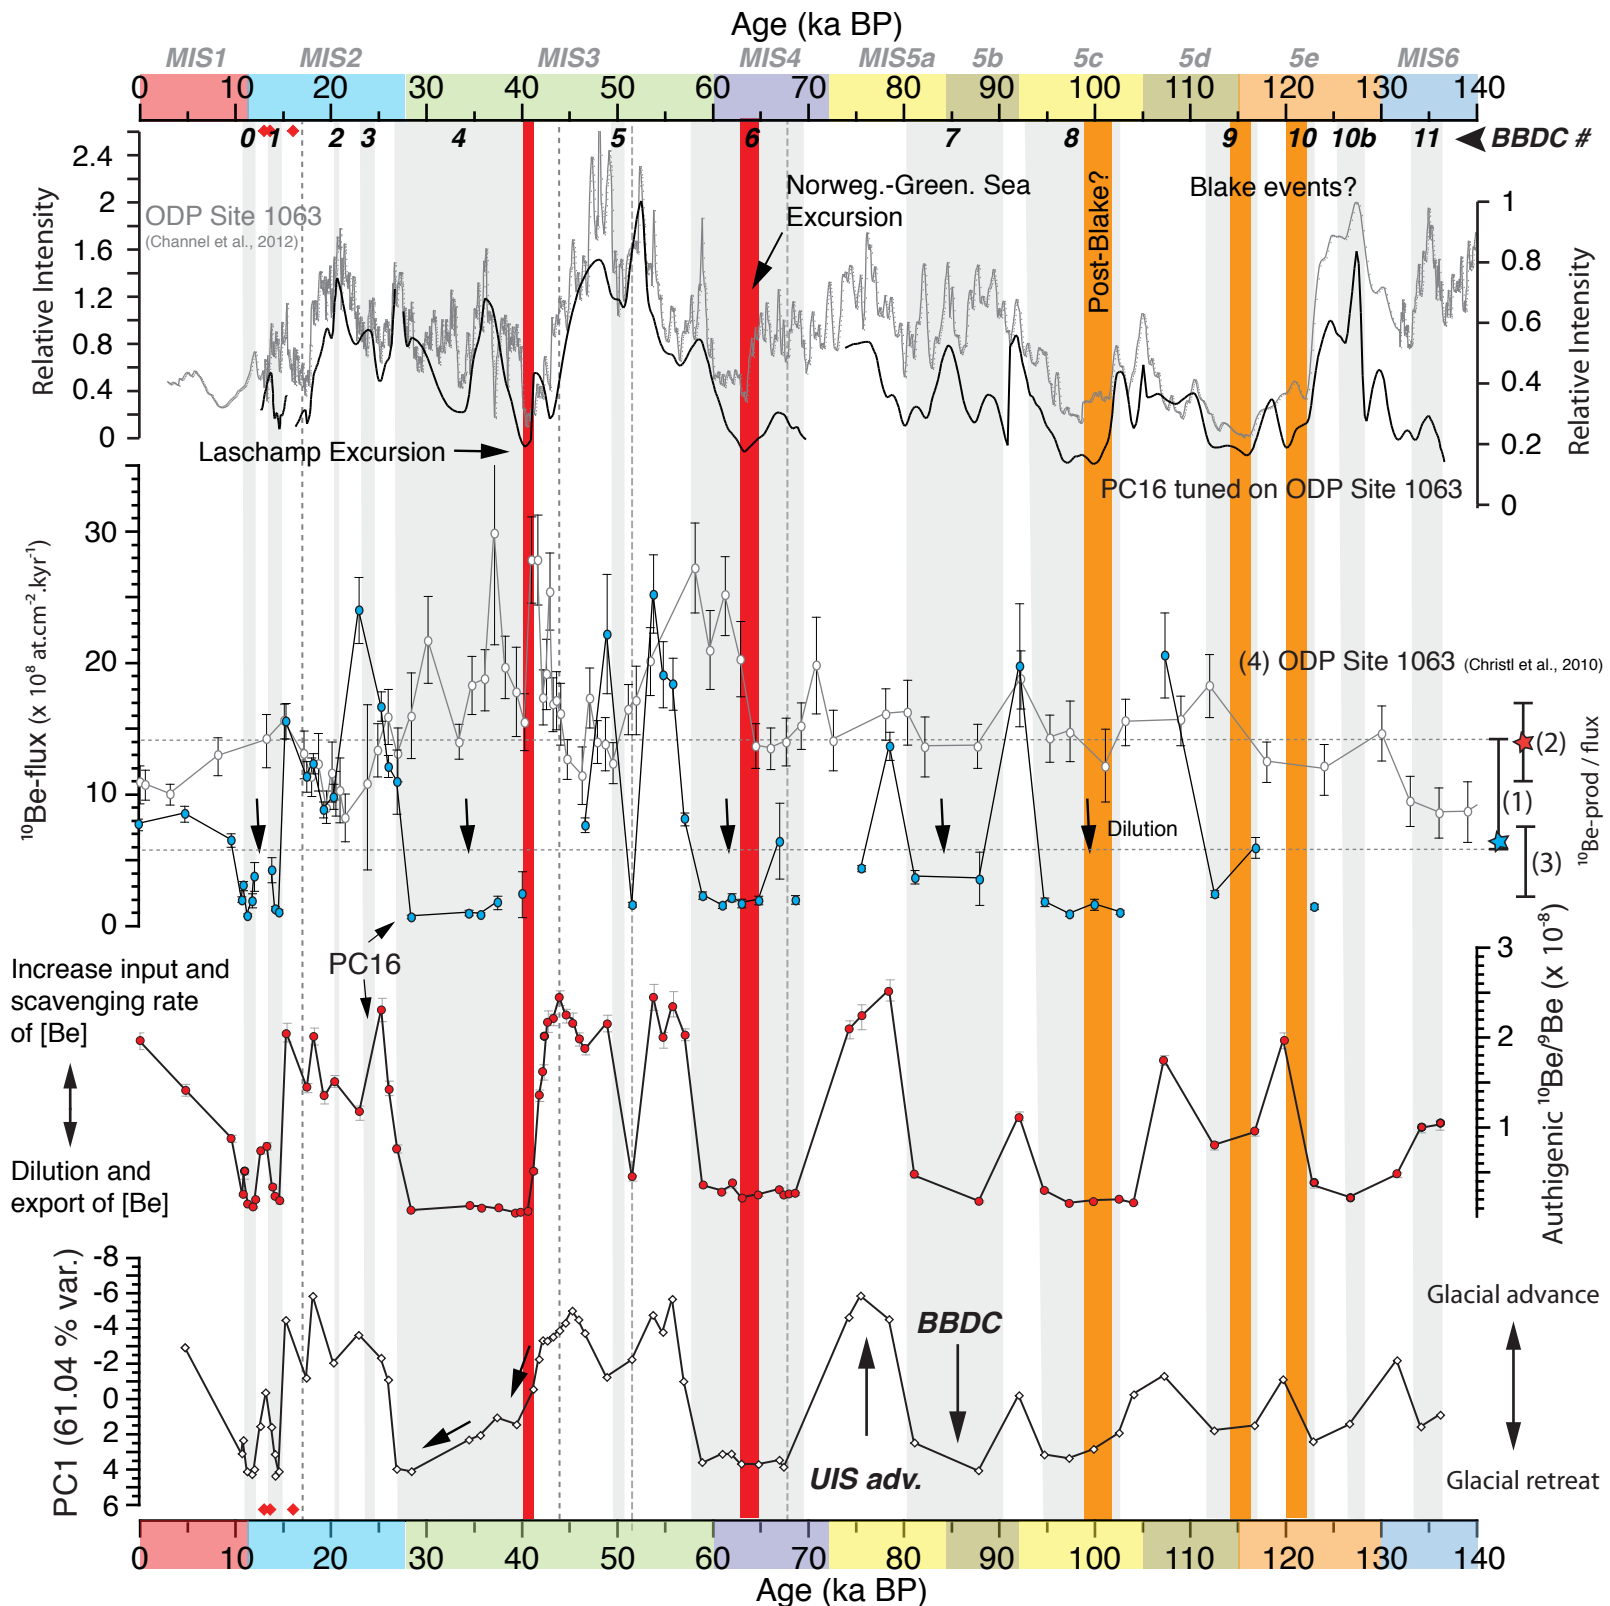 Age (ka BP)
MIS1 MIS2 MIS3 MIS4 MIS5a 5b 5c 5d 5e MIS6
0 10 20 30 40 50 60 70 80 90 100 110 120 130 140
0 1 2 3 4 5 6 7 8 9 10 10b 11 BBDC #
Relative Intensity
2.4
2
1.6
1.2
0.8
0.4
0
ODP Site 1063
(Channel et al., 2012)
Norweg.-Green. Sea
Excursion
Post-Blake?
Blake events?
1
0.8
0.6
0.4
0.2
0
Relative Intensity
Laschamp Excursion
PC16 tuned on ODP Site 1063
¹⁰Be-flux (x 10⁸ at.cm⁻².kyr⁻¹)
30
20
10
0
(4) ODP Site 1063 (Christl et al., 2010)
(2)
(1)
(3)
¹⁰Be-prod / flux
Dilution
PC16
Increase input and
scavenging rate
of [Be]
Dilution and
export of [Be]
3
2
1
Authigenic ¹⁰Be/⁹Be (x 10⁻⁸)
PC1 (61.04 % var.)
-8
-6
-4
-2
0
2
4
6
BBDC
UIS adv.
Glacial advance
Glacial retreat
0 10 20 30 40 50 60 70 80 90 100 110 120 130 140
Age (ka BP)